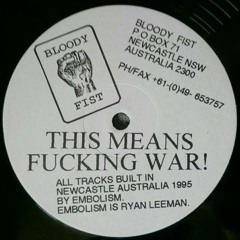 BLOODY
FIST
BLOODY FIST
P O BOX 71
NEWCASTLE NSW
AUSTRALIA 2300
PH/FAX +61-(0)49- 653757
THIS MEANS
FUCKING WAR!
ALL TRACKS BUILT IN
NEWCASTLE AUSTRALIA 1995
BY EMBOLISM.
EMBOLISM IS RYAN LEEMAN.